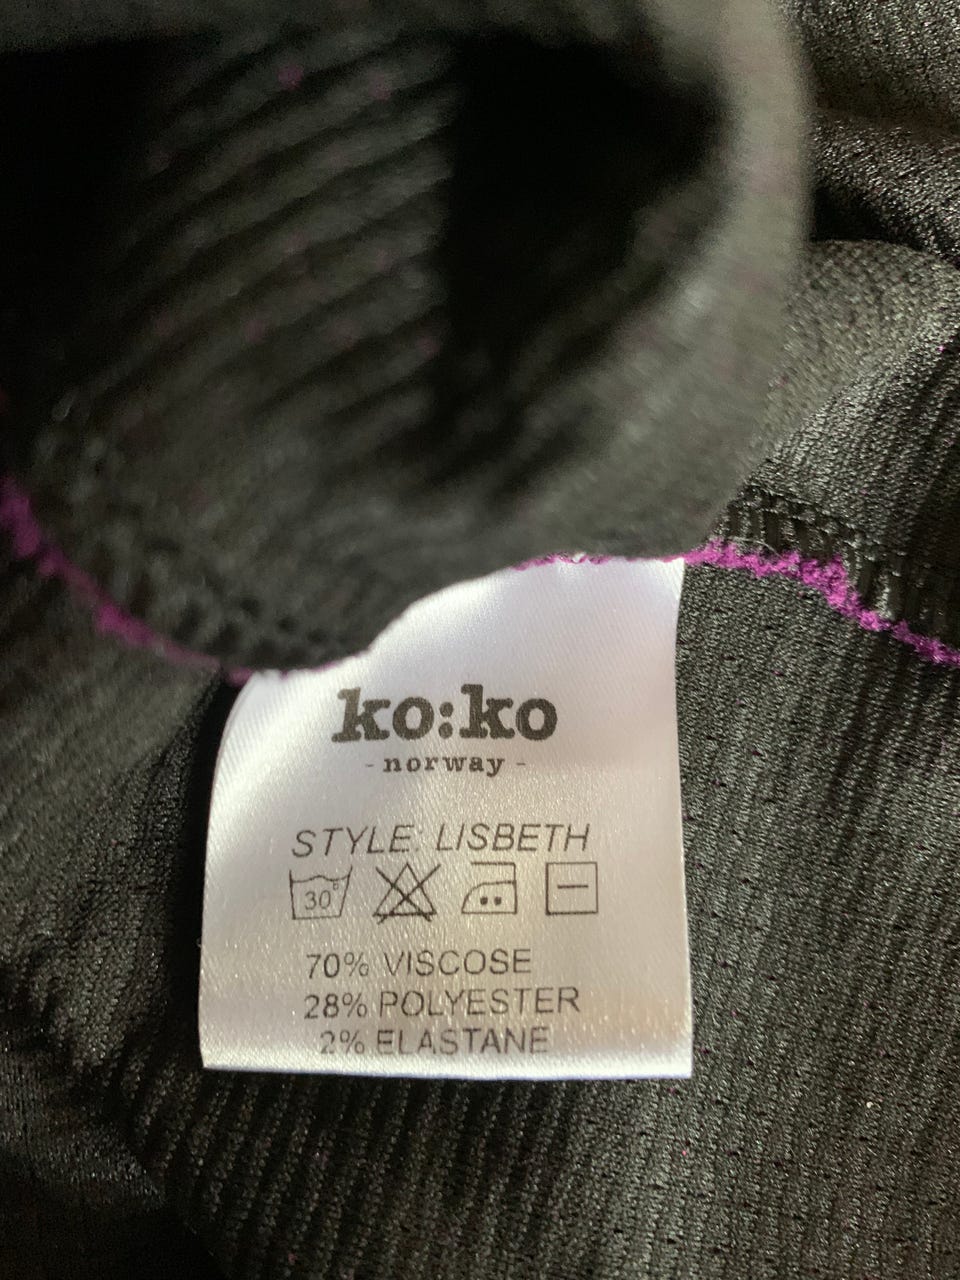 ko:ko
- norway -
STYLE: LISBETH
30°
70% VISCOSE
28% POLYESTER
2% ELASTANE